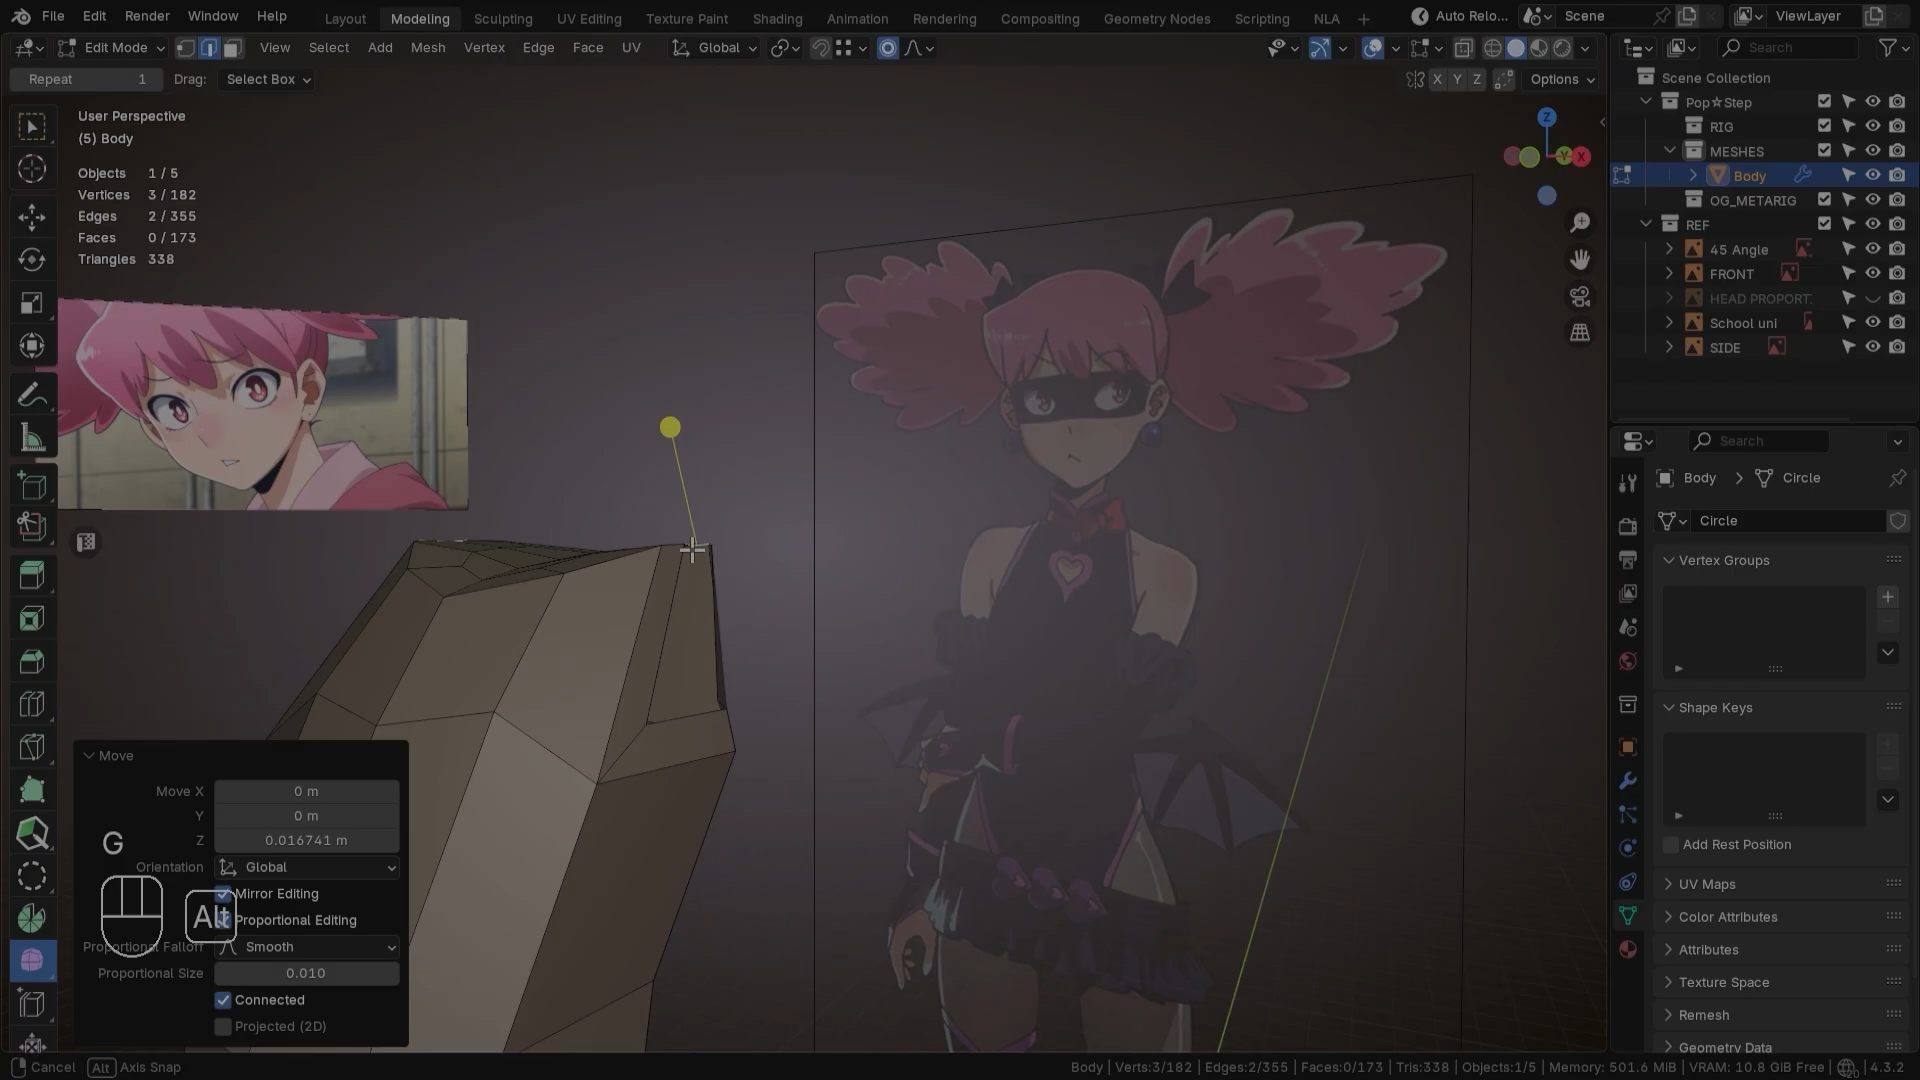 File Edit Render Window Help Layout Modeling Sculpting UV Editing Texture Paint Shading Animation Rendering Compositing Geometry Nodes Scripting NLA + Auto Relo... Scene ViewLayer
Edit Mode View Select Add Mesh Vertex Edge Face UV Global Search
Repeat 1 Drag: Select Box X Y Z Options
Scene Collection
Pop☆Step
RIG
MESHES
Body
OG_METARIG
REF
45 Angle
FRONT
HEAD PROPORT.
School uni
SIDE
User Perspective
(5) Body
Objects 1 / 5
Vertices 3 / 182
Edges 2 / 355
Faces 0 / 173
Triangles 338
Z
Y X
Search
Body > Circle
Circle
Vertex Groups
Shape Keys
Add Rest Position
UV Maps
Color Attributes
Attributes
Texture Space
Remesh
Geometry Data
Move
Move X 0 m
Y 0 m
Z 0.016741 m
G
Orientation Global
Mirror Editing
Alt
Proportional Editing
Proportional Falloff Smooth
Proportional Size 0.010
Connected
Projected (2D)
Cancel Alt Axis Snap
Body | Verts:3/182 | Edges:2/355 | Faces:0/173 | Tris:338 | Objects:1/5 | Memory: 501.6 MiB | VRAM: 10.8 GiB Free | 4.3.2